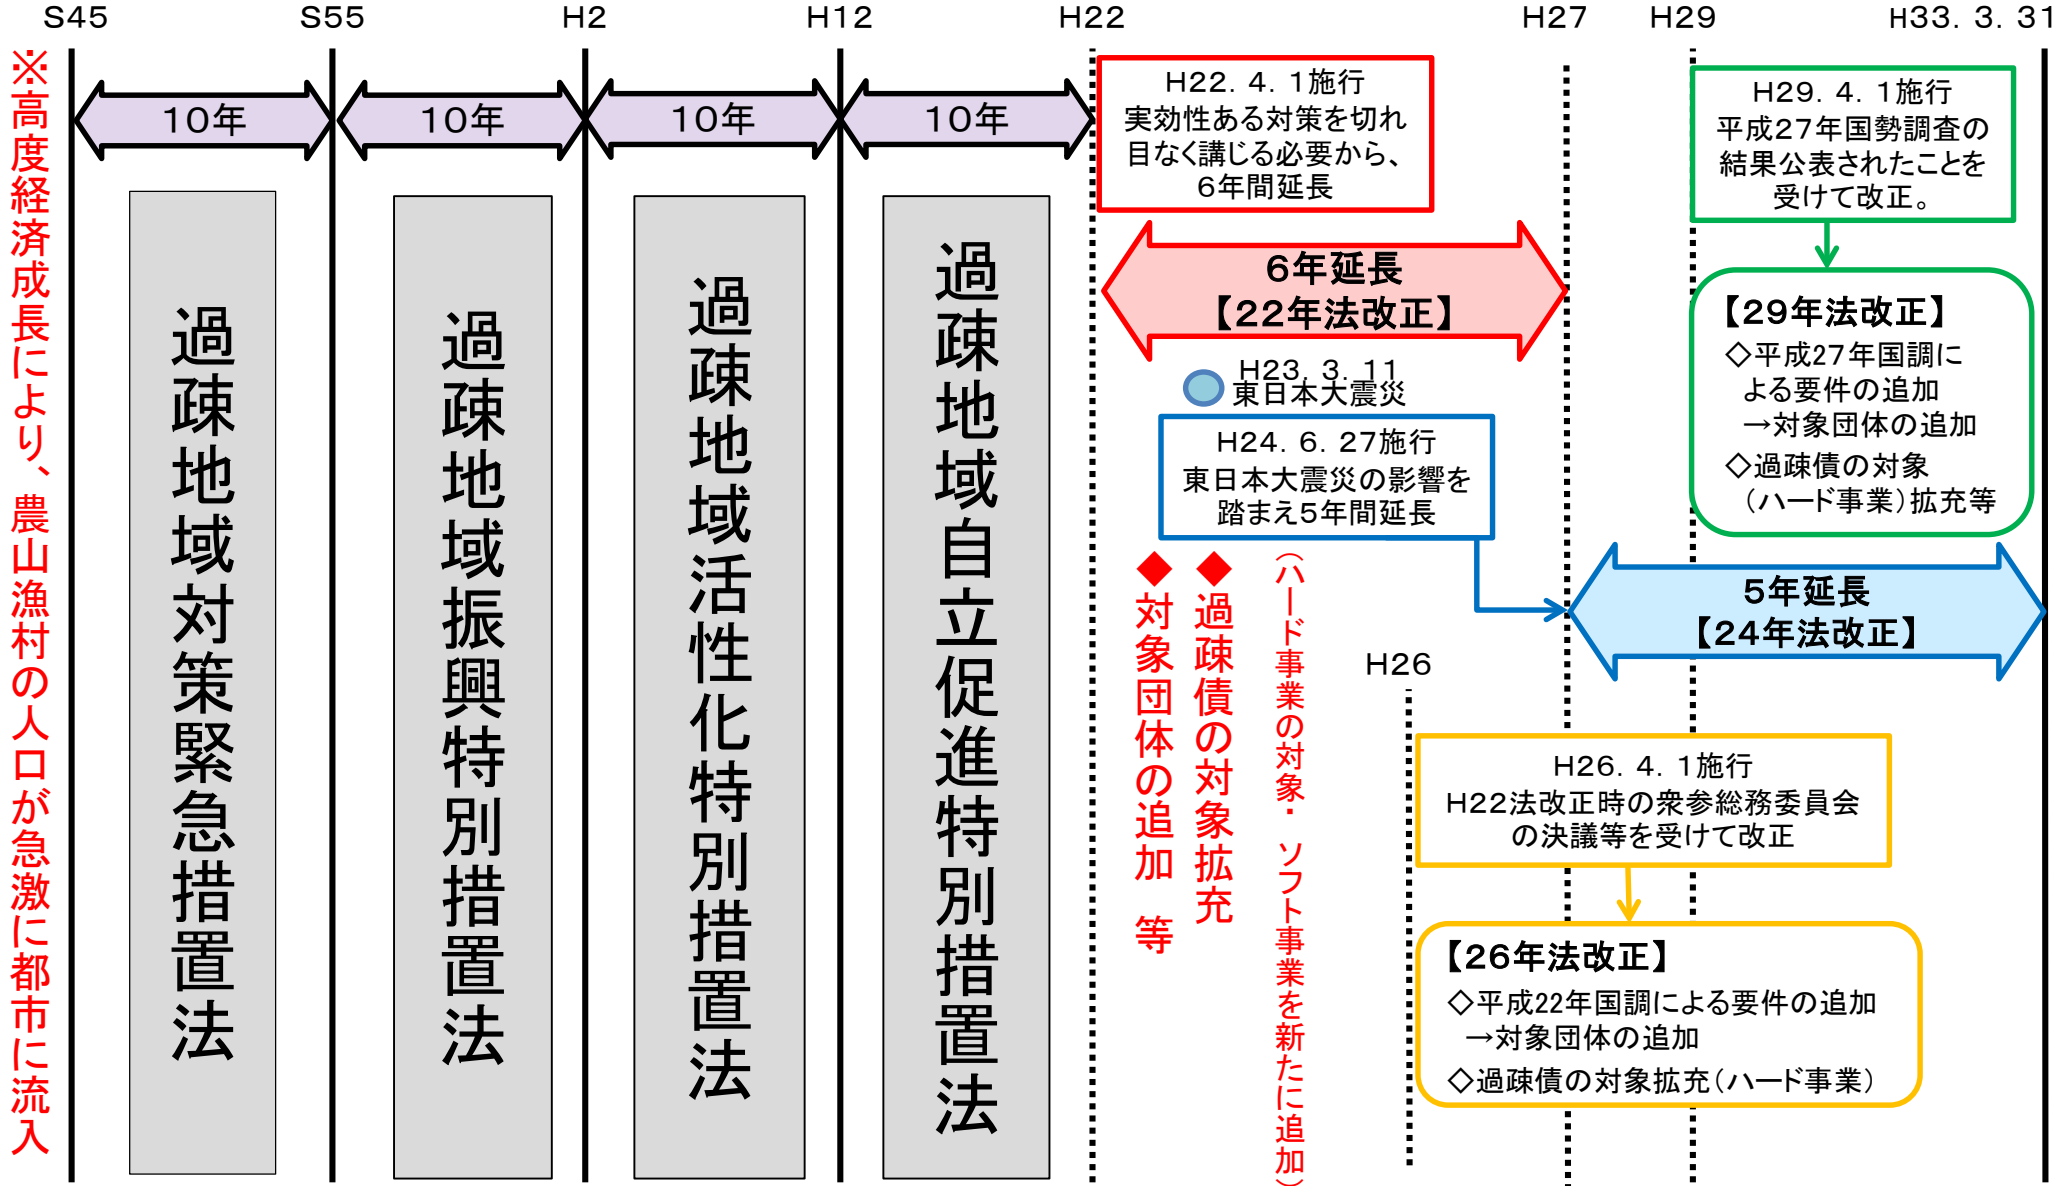 S45
S55
H2
H12
H22
H27
H29
H33．3．31
※高度経済成長により、農山漁村の人口が急激に都市に流入
10年
10年
10年
10年
過疎地域対策緊急措置法
過疎地域振興特別措置法
過疎地域活性化特別措置法
過疎地域自立促進特別措置法
H22．4．1施行
実効性ある対策を切れ
目なく講じる必要から、
6年間延長
6年延長
【22年法改正】
H23．3．11
東日本大震災
H24．6．27施行
東日本大震災の影響を
踏まえ5年間延長
◆過疎債の対象拡充
（ハード事業の対象・ソフト事業を新たに追加）
◆対象団体の追加 等
H29．4．1施行
平成27年国勢調査の
結果公表されたことを
受けて改正。
【29年法改正】
◇平成27年国調に
よる要件の追加
→対象団体の追加
◇過疎債の対象
（ハード事業）拡充等
5年延長
【24年法改正】
H26
H26．4．1施行
H22法改正時の衆参総務委員会
の決議等を受けて改正
【26年法改正】
◇平成22年国調による要件の追加
→対象団体の追加
◇過疎債の対象拡充（ハード事業）